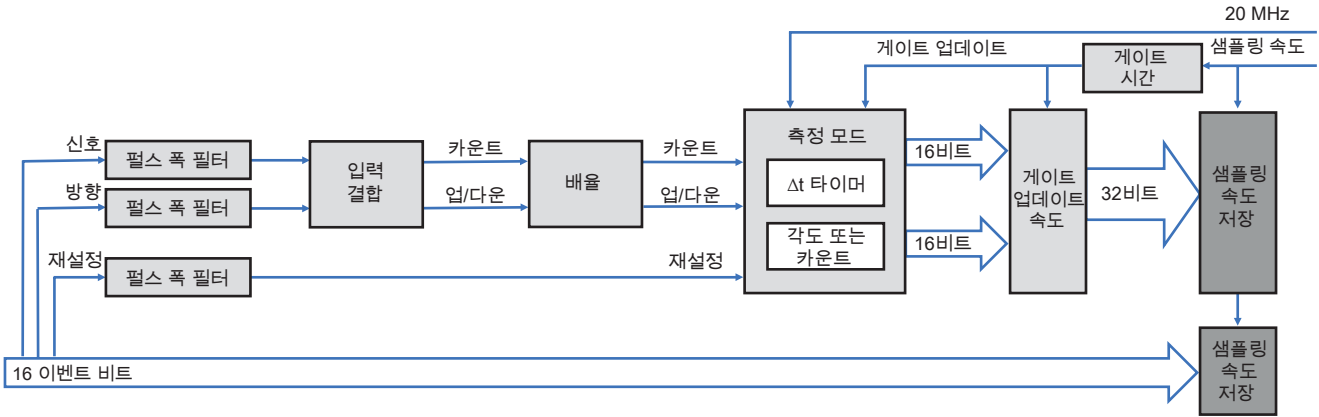 20 MHz
게이트 업데이트
게이트
시간
샘플링 속도
신호
펄스 폭 필터
방향
펄스 폭 필터
재설정
펄스 폭 필터
입력
결합
카운트
업/다운
배율
카운트
업/다운
재설정
측정 모드
Δt 타이머
각도 또는
카운트
16비트
16비트
게이트
업데이트
속도
32비트
샘플링
속도
저장
16 이벤트 비트
샘플링
속도
저장